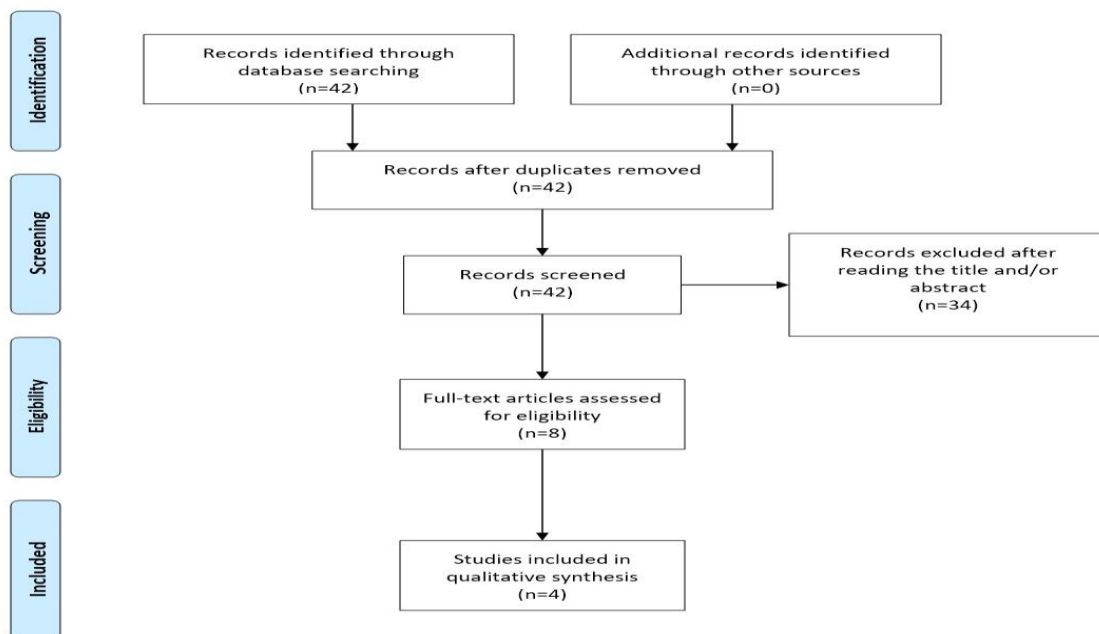 Identification
Records identified through
database searching
(n=42)
Additional records identified
through other sources
(n=0)
Records after duplicates removed
(n=42)
Screening
Records screened
(n=42)
Records excluded after
reading the title and/or
abstract
(n=34)
Eligibility
Full-text articles assessed
for eligibility
(n=8)
Included
Studies included in
qualitative synthesis
(n=4)